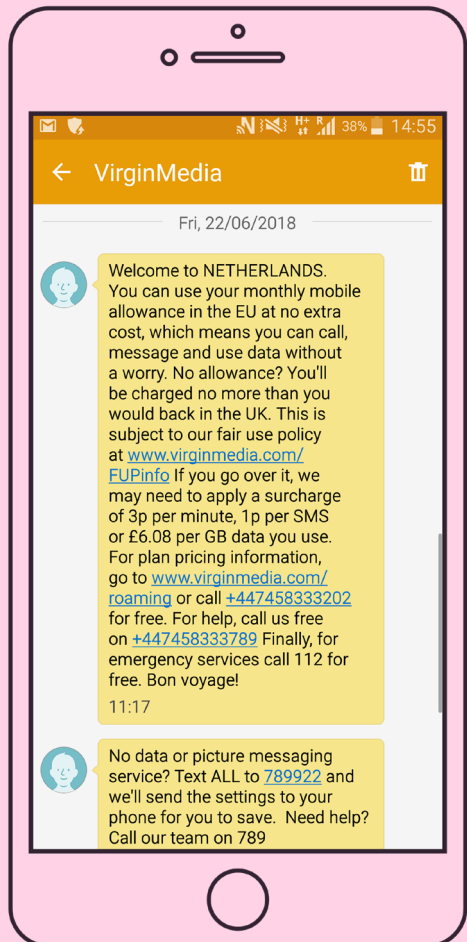 H+ R 38% 14:55
VirginMedia
Fri, 22/06/2018
Welcome to NETHERLANDS.
You can use your monthly mobile
allowance in the EU at no extra
cost, which means you can call,
message and use data without
a worry. No allowance? You'll
be charged no more than you
would back in the UK. This is
subject to our fair use policy
at www.virginmedia.com/
FUPinfo If you go over it, we
may need to apply a surcharge
of 3p per minute, 1p per SMS
or £6.08 per GB data you use.
For plan pricing information,
go to www.virginmedia.com/
roaming or call +447458333202
for free. For help, call us free
on +447458333789 Finally, for
emergency services call 112 for
free. Bon voyage!
11:17
No data or picture messaging
service? Text ALL to 789922 and
we'll send the settings to your
phone for you to save.  Need help?
Call our team on 789